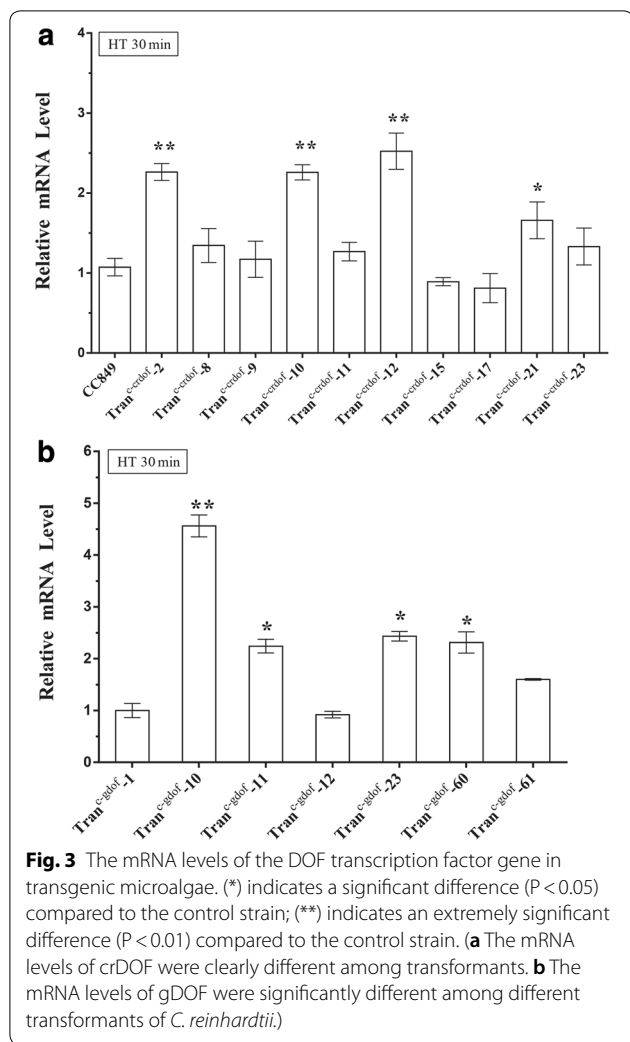 a
HT 30 min
Relative mRNA Level
4
3
2
1
0
** ** ** *
CC849 Tran^c-crdof-2 Tran^c-crdof-8 Tran^c-crdof-9 Tran^c-crdof-10 Tran^c-crdof-11 Tran^c-crdof-12 Tran^c-crdof-15 Tran^c-crdof-17 Tran^c-crdof-21 Tran^c-crdof-23
b
HT 30 min
Relative mRNA Level
6
5
4
3
2
1
0
** * * *
Tran^c-gdof-1 Tran^c-gdof-10 Tran^c-gdof-11 Tran^c-gdof-12 Tran^c-gdof-23 Tran^c-gdof-60 Tran^c-gdof-61
Fig. 3 The mRNA levels of the DOF transcription factor gene in
transgenic microalgae. (*) indicates a significant difference (P < 0.05)
compared to the control strain; (**) indicates an extremely significant
difference (P < 0.01) compared to the control strain. (a The mRNA
levels of crDOF were clearly different among transformants. b The
mRNA levels of gDOF were significantly different among different
transformants of C. reinhardtii.)